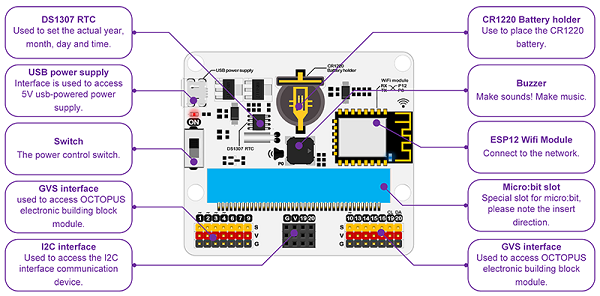 DS1307 RTC
Used to set the actual year,
month, day and time.
USB power supply
Interface is used to access
5V usb-powered power
supply.
Switch
The power control switch.
GVS interface
used to access OCTOPUS
electronic building block
module.
I2C interface
Used to access the I2C
interface communication
device.
USB power supply
ON
DS1307 RTC
CR1220
Battery holder
WiFi module
RX P12
TX P8
P0
1 2 3 4 5 6 7 9
S
V
G
G V 19 20
10 11 12 13 14 15 16 19 20
S
V
G
CR1220 Battery holder
Use to place the CR1220
battery.
Buzzer
Make sounds! Make music.
ESP12 Wifi Module
Connect to the network.
Micro:bit slot
Special slot for micro:bit,
please note the insert
direction.
GVS interface
Used to access OCTOPUS
electronic building block
module.